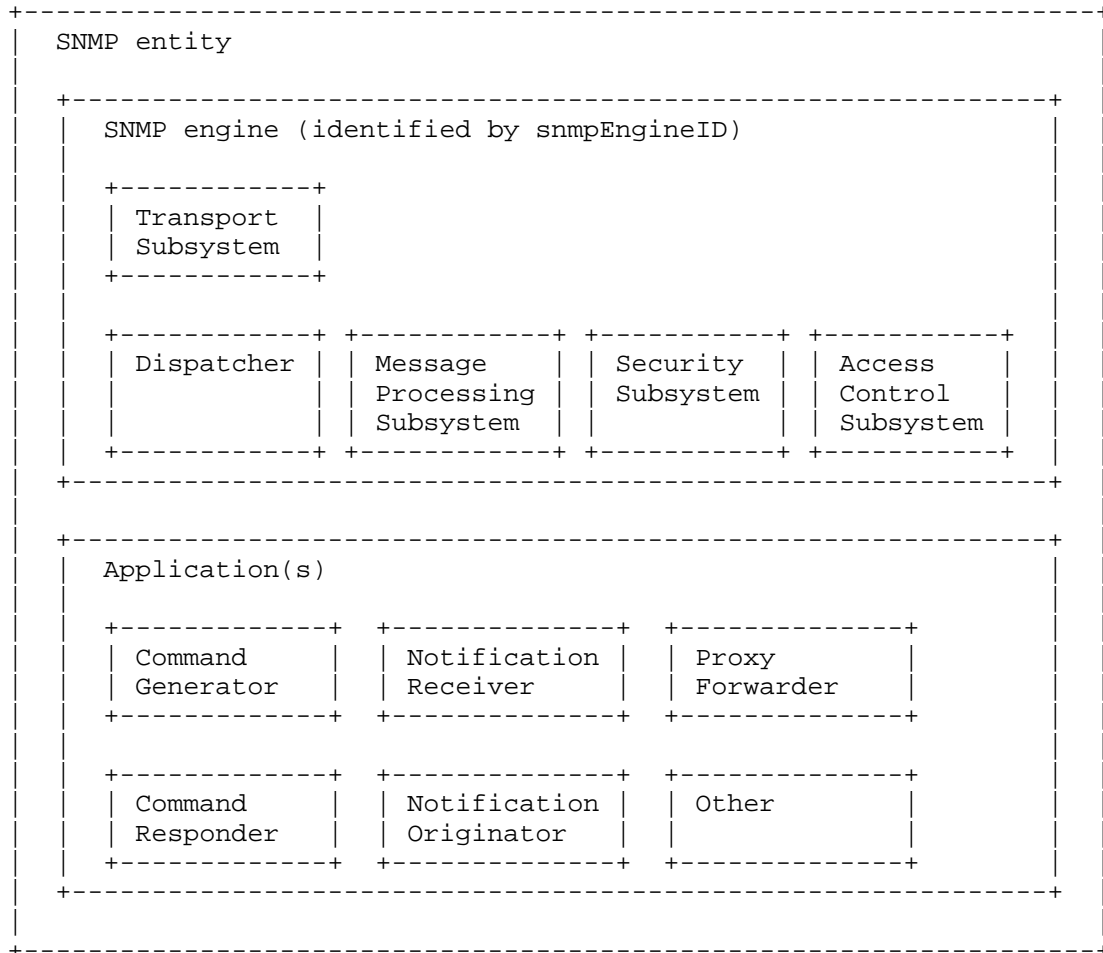 SNMP entity
SNMP engine (identified by snmpEngineID)
Transport
Subsystem
Dispatcher
Message
Processing
Subsystem
Security
Subsystem
Access
Control
Subsystem
Application(s)
Command
Generator
Notification
Receiver
Proxy
Forwarder
Command
Responder
Notification
Originator
Other